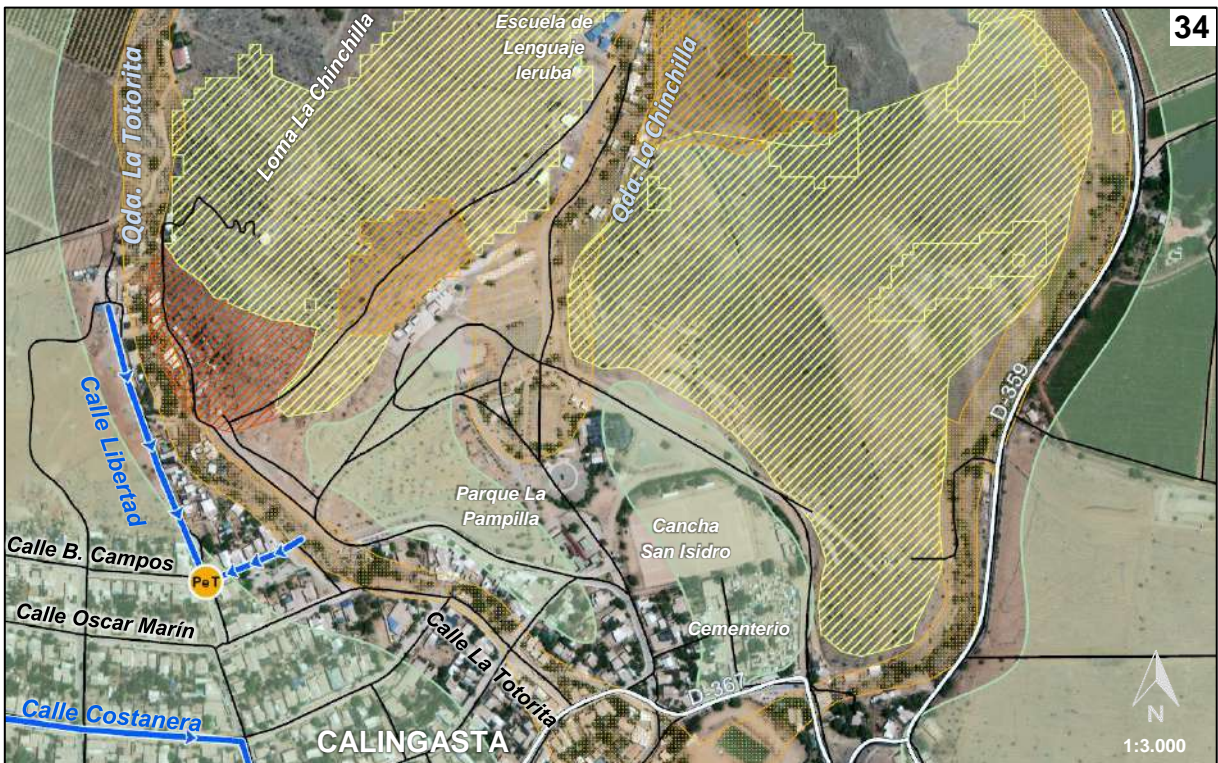 34
Escuela de
Lenguaje
Ieruba
Qda. La Totorita
Loma La Chinchilla
Qda. La Chinchilla
D-359
Calle Libertad
Parque La
Pampilla
Cancha
San Isidro
Calle B. Campos
PeT
Calle Oscar Marín
Cementerio
Calle La Totorita
D-367
Calle Costanera
CALINGASTA
N
1:3.000